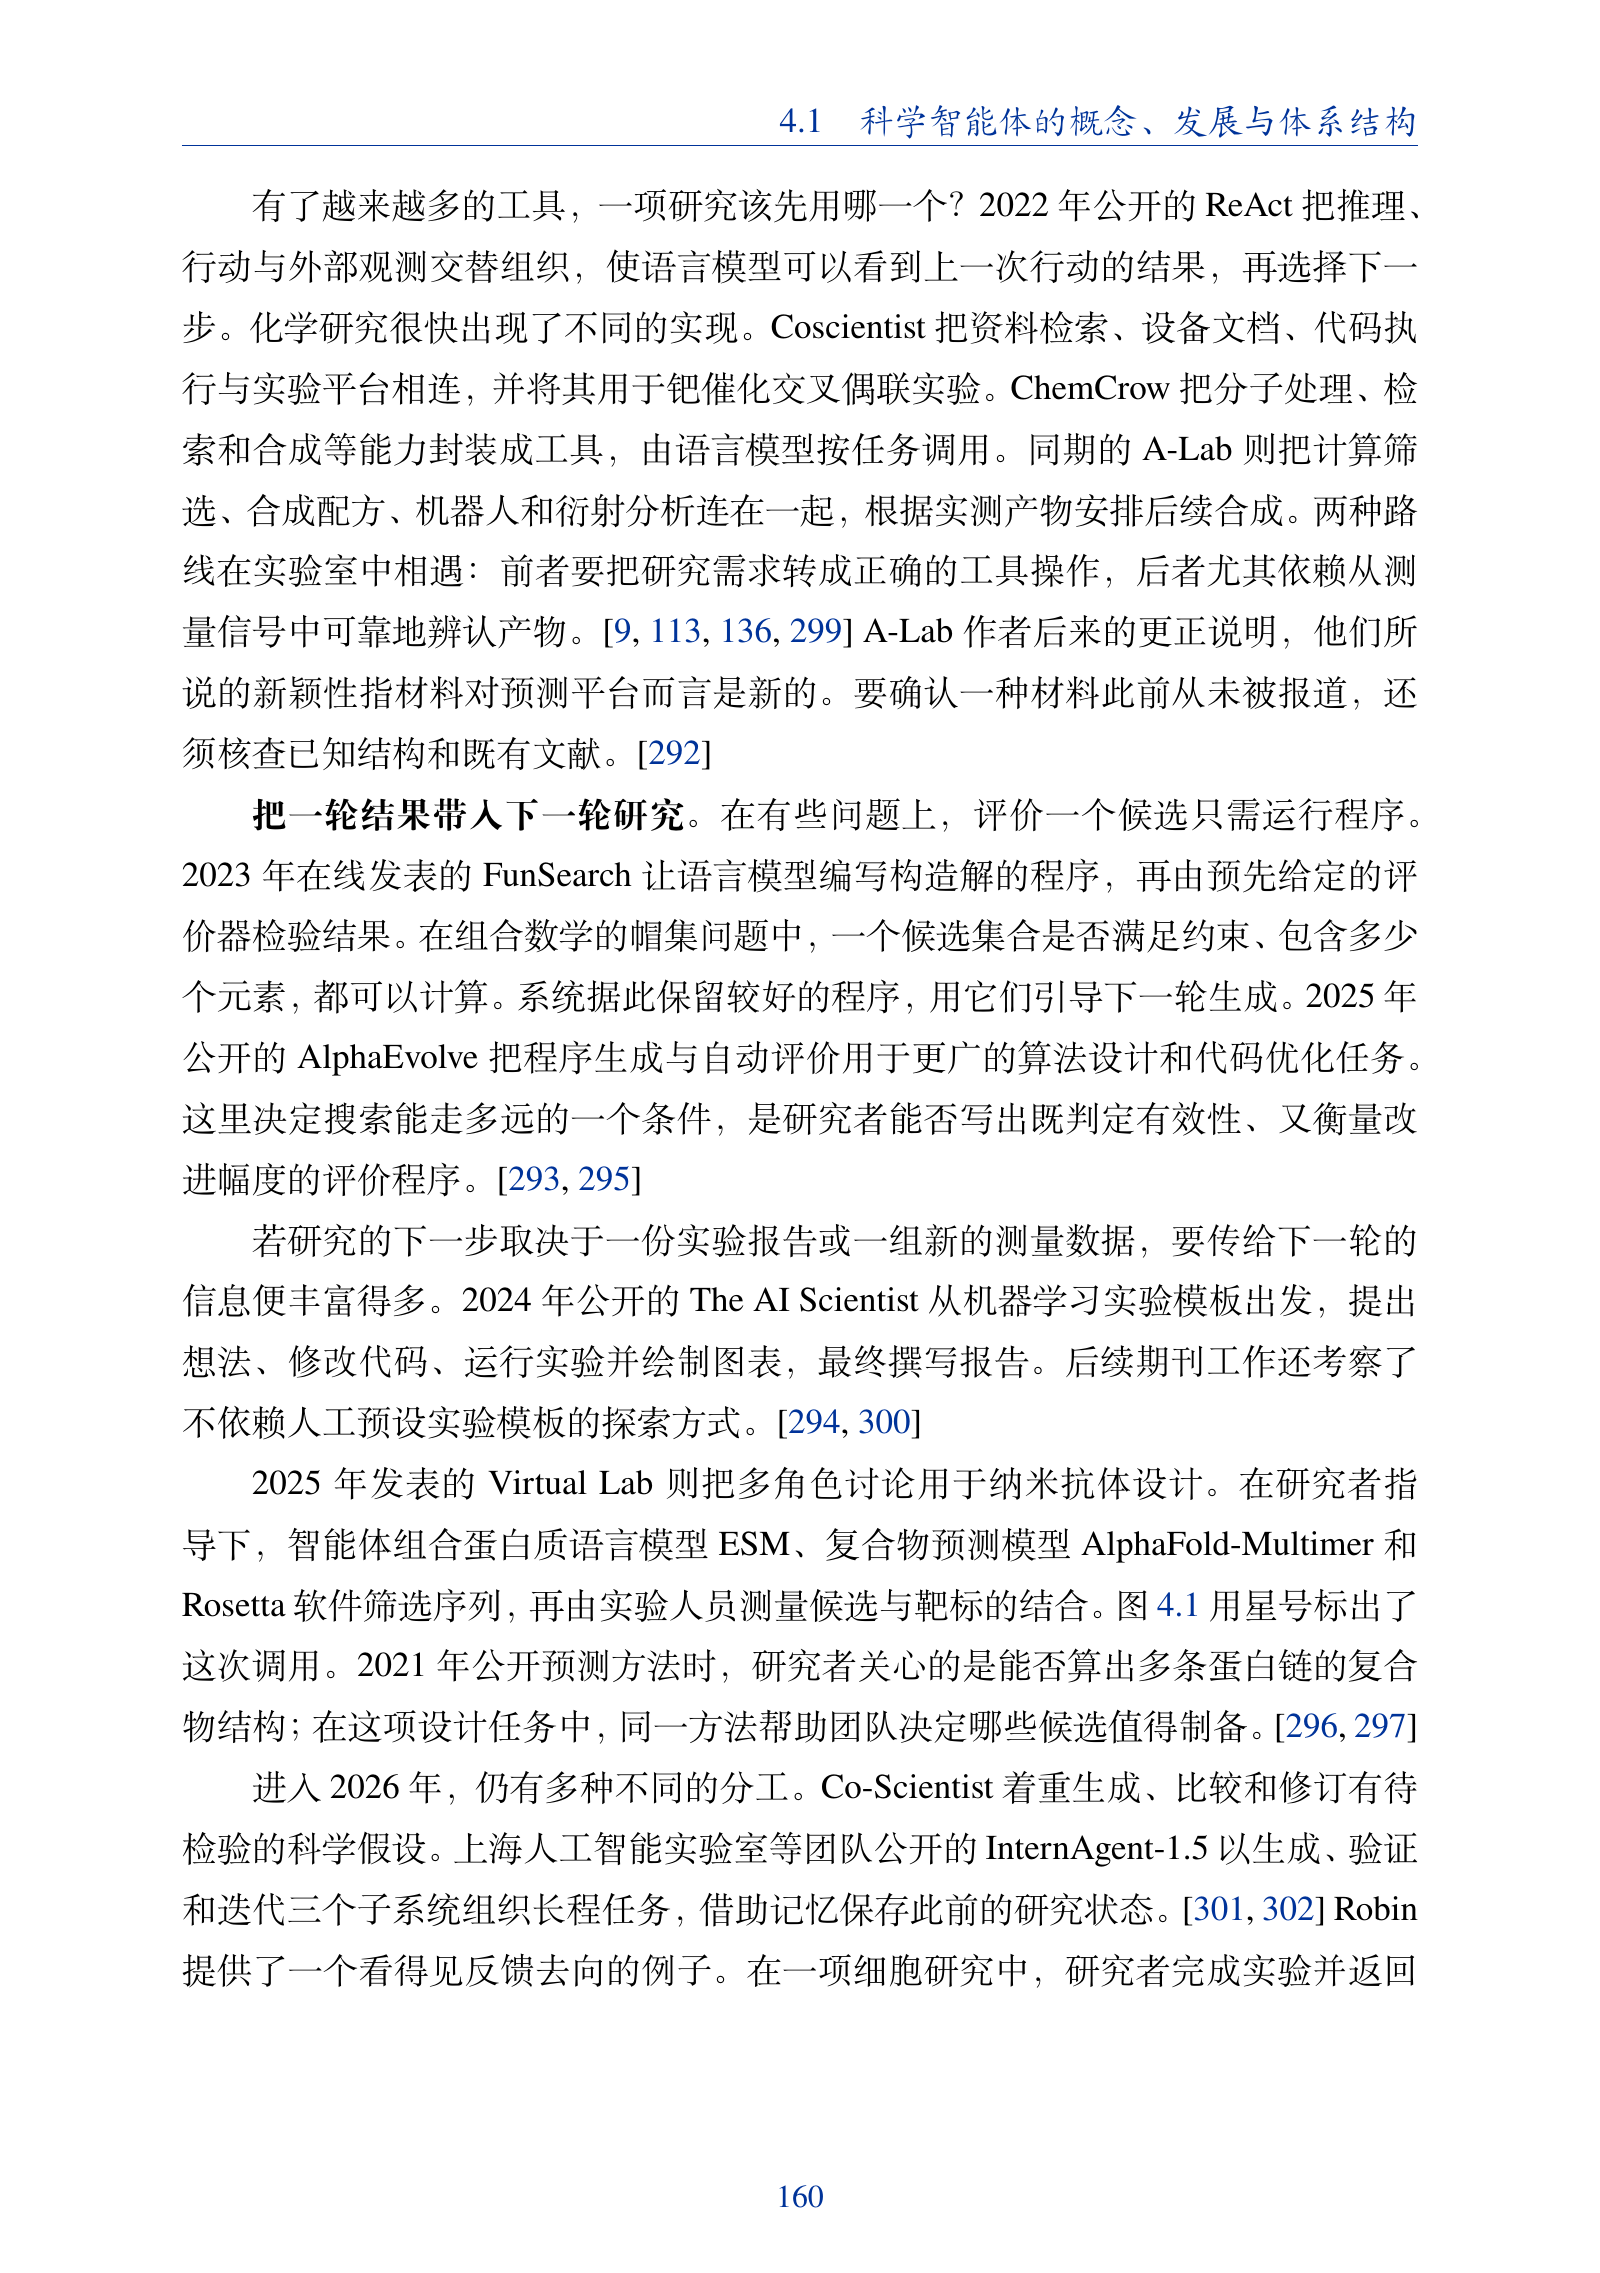 4.1 科学智能体的概念、发展与体系结构
有了越来越多的工具，一项研究该先用哪一个？2022 年公开的 ReAct 把推理、
行动与外部观测交替组织，使语言模型可以看到上一次行动的结果，再选择下一
步。化学研究很快出现了不同的实现。Coscientist 把资料检索、设备文档、代码执
行与实验平台相连，并将其用于钯催化交叉偶联实验。ChemCrow 把分子处理、检
索和合成等能力封装成工具，由语言模型按任务调用。同期的 A-Lab 则把计算筛
选、合成配方、机器人和衍射分析连在一起，根据实测产物安排后续合成。两种路
线在实验室中相遇：前者要把研究需求转成正确的工具操作，后者尤其依赖从测
量信号中可靠地辨认产物。[9, 113, 136, 299] A-Lab 作者后来的更正说明，他们所
说的新颖性指材料对预测平台而言是新的。要确认一种材料此前从未被报道，还
须核查已知结构和既有文献。[292]
把一轮结果带入下一轮研究。在有些问题上，评价一个候选只需运行程序。
2023 年在线发表的 FunSearch 让语言模型编写构造解的程序，再由预先给定的评
价器检验结果。在组合数学的帽集问题中，一个候选集合是否满足约束、包含多少
个元素，都可以计算。系统据此保留较好的程序，用它们引导下一轮生成。2025 年
公开的 AlphaEvolve 把程序生成与自动评价用于更广的算法设计和代码优化任务。
这里决定搜索能走多远的一个条件，是研究者能否写出既判定有效性、又衡量改
进幅度的评价程序。[293, 295]
若研究的下一步取决于一份实验报告或一组新的测量数据，要传给下一轮的
信息便丰富得多。2024 年公开的 The AI Scientist 从机器学习实验模板出发，提出
想法、修改代码、运行实验并绘制图表，最终撰写报告。后续期刊工作还考察了
不依赖人工预设实验模板的探索方式。[294, 300]
2025 年发表的 Virtual Lab 则把多角色讨论用于纳米抗体设计。在研究者指
导下，智能体组合蛋白质语言模型 ESM、复合物预测模型 AlphaFold-Multimer 和
Rosetta 软件筛选序列，再由实验人员测量候选与靶标的结合。图 4.1 用星号标出了
这次调用。2021 年公开预测方法时，研究者关心的是能否算出多条蛋白链的复合
物结构；在这项设计任务中，同一方法帮助团队决定哪些候选值得制备。[296, 297]
进入 2026 年，仍有多种不同的分工。Co-Scientist 着重生成、比较和修订有待
检验的科学假设。上海人工智能实验室等团队公开的 InternAgent-1.5 以生成、验证
和迭代三个子系统组织长程任务，借助记忆保存此前的研究状态。[301, 302] Robin
提供了一个看得见反馈去向的例子。在一项细胞研究中，研究者完成实验并返回
160